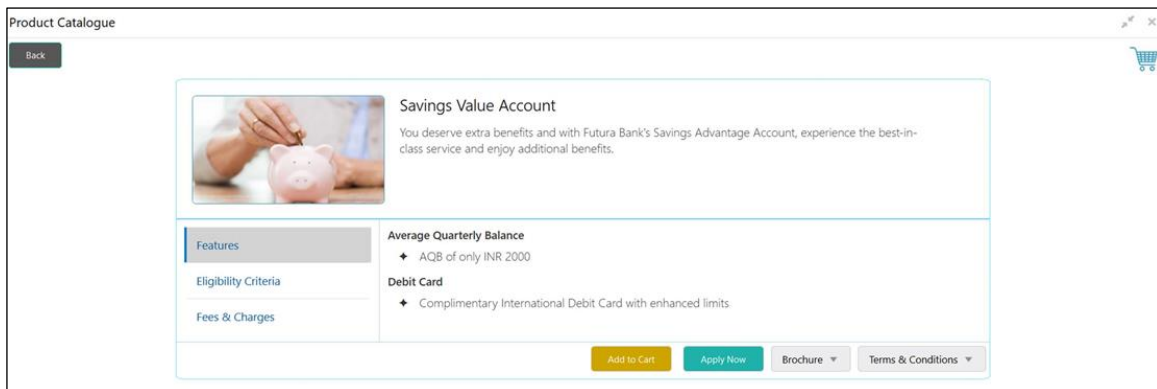 Product Catalogue
Back
Savings Value Account
You deserve extra benefits and with Futura Bank's Savings Advantage Account, experience the best-in-
class service and enjoy additional benefits.
Features
Eligibility Criteria
Fees & Charges
Average Quarterly Balance
AQB of only INR 2000
Debit Card
Complimentary International Debit Card with enhanced limits
Add to Cart
Apply Now
Brochure
Terms & Conditions